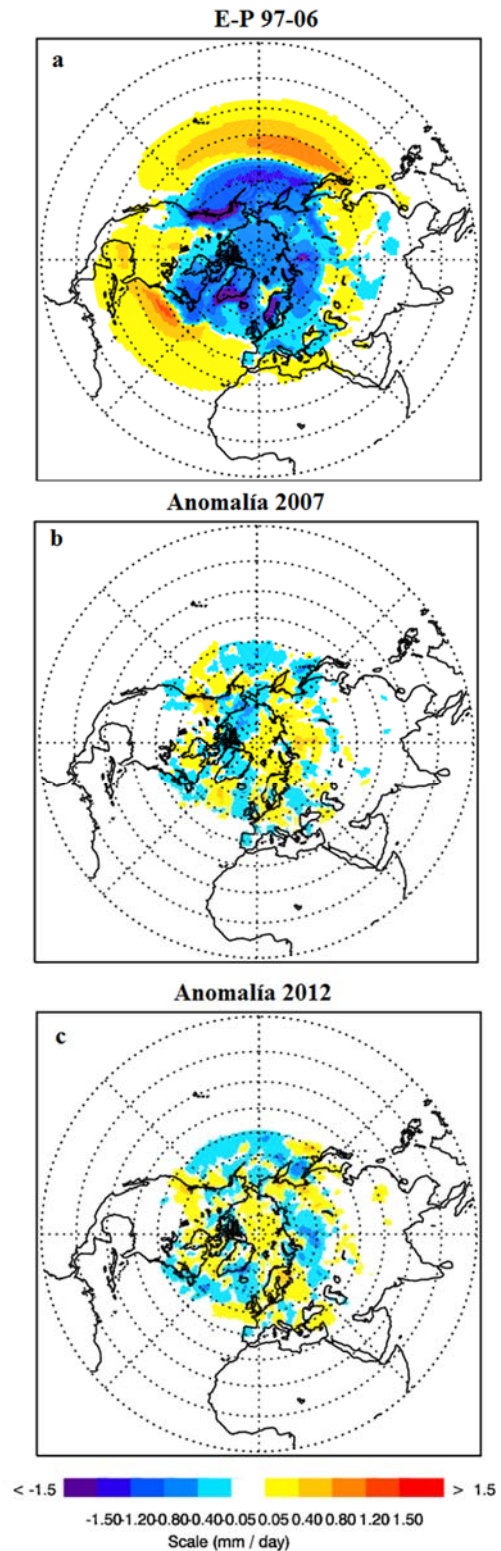 E-P 97-06
a
Anomalía 2007
b
Anomalía 2012
c
< -1.5 > 1.5
-1.50-1.20-0.80-0.40-0.05 0.05 0.40 0.80 1.20 1.50
Scale (mm / day)